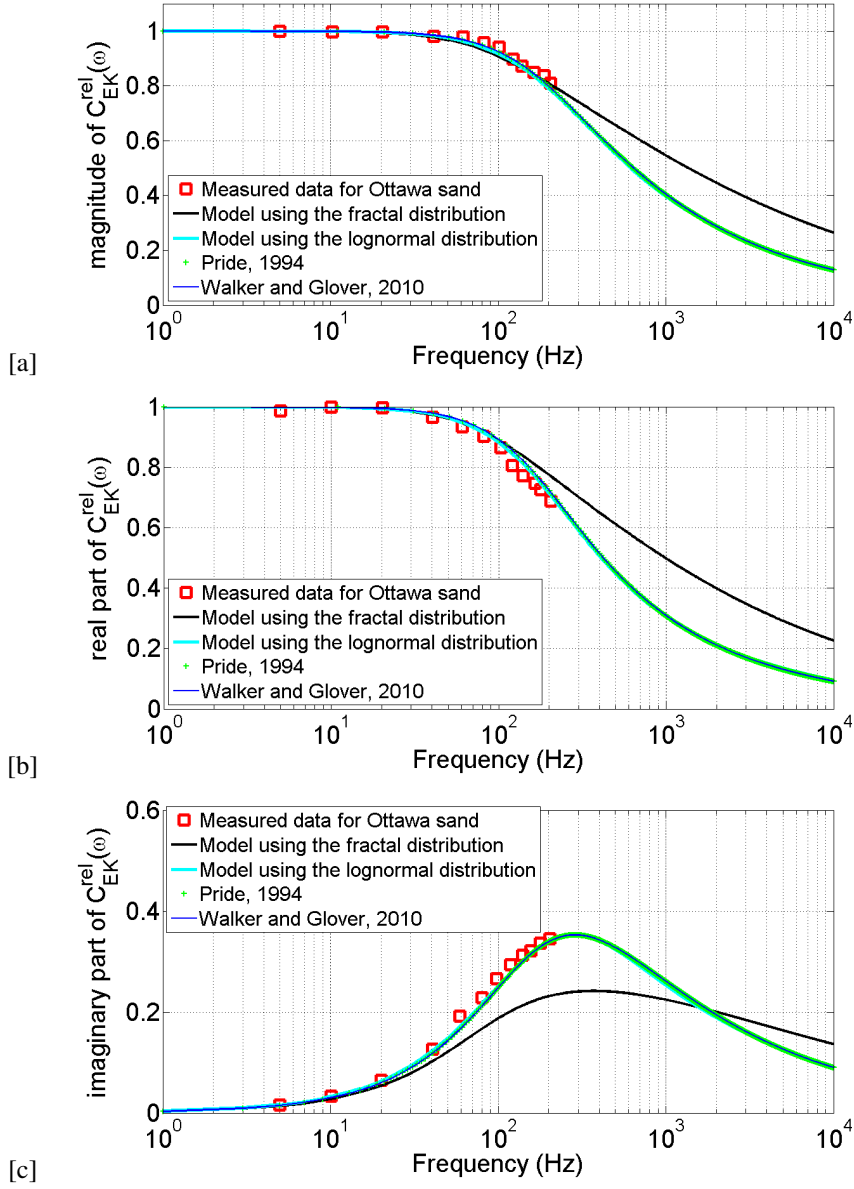 1
0.8
0.6
0.4
0.2
0
magnitude of C_EK^rel(ω)
Measured data for Ottawa sand
Model using the fractal distribution
Model using the lognormal distribution
Pride, 1994
Walker and Glover, 2010
10^0
10^1
10^2
10^3
10^4
Frequency (Hz)
[a]
1
0.8
0.6
0.4
0.2
0
real part of C_EK^rel(ω)
Measured data for Ottawa sand
Model using the fractal distribution
Model using the lognormal distribution
Pride, 1994
Walker and Glover, 2010
10^0
10^1
10^2
10^3
10^4
Frequency (Hz)
[b]
0.6
0.4
0.2
0
imaginary part of C_EK^rel(ω)
Measured data for Ottawa sand
Model using the fractal distribution
Model using the lognormal distribution
Pride, 1994
Walker and Glover, 2010
10^0
10^1
10^2
10^3
10^4
Frequency (Hz)
[c]